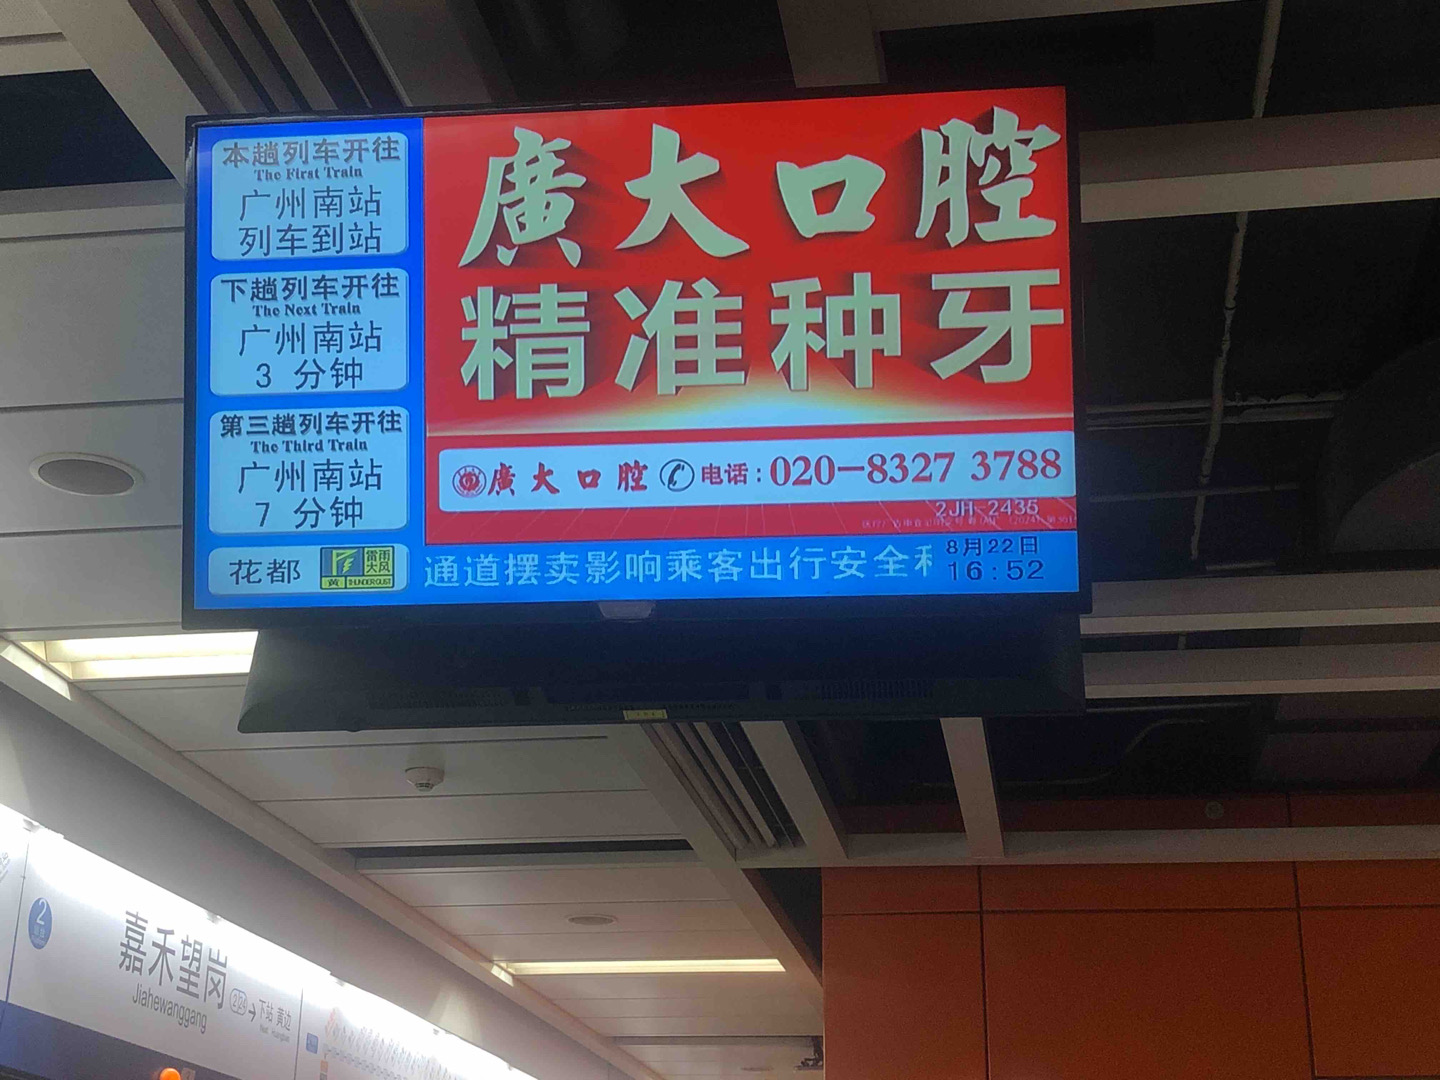 本趟列车开往
The First Train
广州南站
列车到站
下趟列车开往
The Next Train
广州南站
3 分钟
第三趟列车开往
The Third Train
广州南站
7 分钟
花都
雷雨
大风
黄
THUNDER GUST
廣大口腔
精准种牙
廣大口腔 电话:020-8327 3788
2JH-2435
通道摆卖影响乘客出行安全
8月22日
16:52
2
嘉禾望岗
Jiahewanggang
下站 黄边